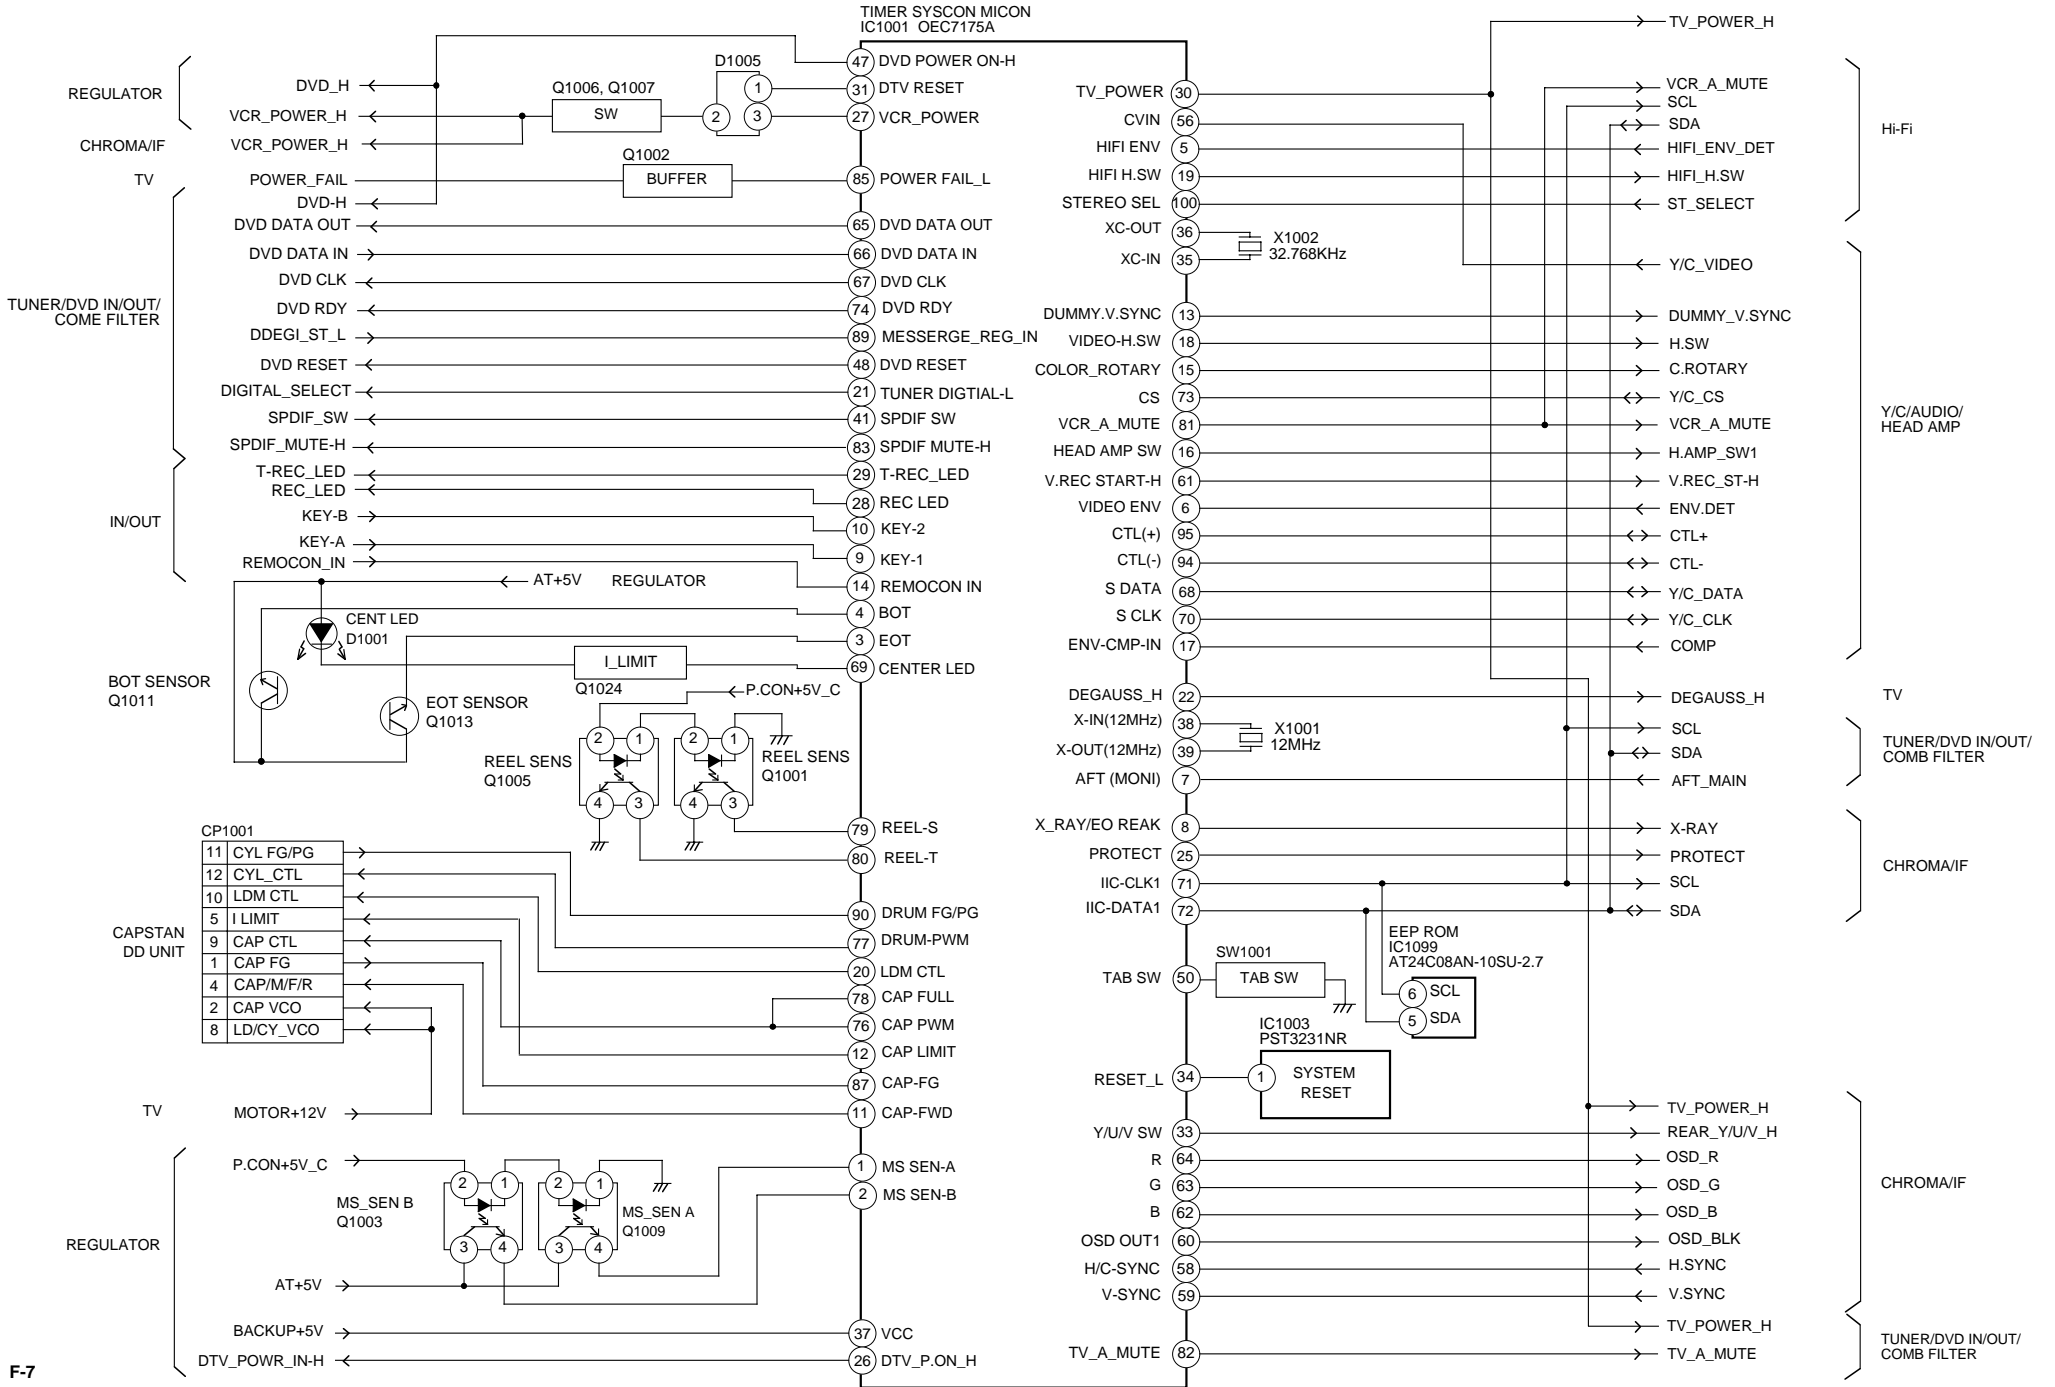 TIMER SYSCON MICON
IC1001 OEC7175A
REGULATOR
CHROMA/IF
TV
TUNER/DVD IN/OUT/
COME FILTER
IN/OUT
DVD_H
VCR_POWER_H
VCR_POWER_H
POWER_FAIL
DVD-H
DVD DATA OUT
DVD DATA IN
DVD CLK
DVD RDY
DDEGI_ST_L
DVD RESET
DIGITAL_SELECT
SPDIF_SW
SPDIF_MUTE-H
T-REC_LED
REC_LED
KEY-B
KEY-A
REMOCON_IN
Q1006, Q1007
SW
D1005
1
2
3
Q1002
BUFFER
47 DVD POWER ON-H
31 DTV RESET
27 VCR_POWER
85 POWER FAIL_L
65 DVD DATA OUT
66 DVD DATA IN
67 DVD CLK
74 DVD RDY
89 MESSERGE_REG_IN
48 DVD RESET
21 TUNER DIGTIAL-L
41 SPDIF SW
83 SPDIF MUTE-H
29 T-REC_LED
28 REC LED
10 KEY-2
9 KEY-1
14 REMOCON IN
4 BOT
3 EOT
69 CENTER LED
AT+5V REGULATOR
CENT LED
D1001
I_LIMIT
Q1024
BOT SENSOR
Q1011
EOT SENSOR
Q1013
P.CON+5V_C
2 1 2 1
REEL SENS
Q1005
REEL SENS
Q1001
4 3 4 3
79 REEL-S
80 REEL-T
CP1001
11 CYL FG/PG
12 CYL_CTL
10 LDM CTL
5 I LIMIT
9 CAP CTL
1 CAP FG
4 CAP/M/F/R
2 CAP VCO
8 LD/CY_VCO
CAPSTAN
DD UNIT
90 DRUM FG/PG
77 DRUM-PWM
20 LDM CTL
78 CAP FULL
76 CAP PWM
12 CAP LIMIT
87 CAP-FG
11 CAP-FWD
TV
MOTOR+12V
REGULATOR
P.CON+5V_C
2 1 2 1
MS_SEN B
Q1003
MS_SEN A
Q1009
3 4 3 4
AT+5V
BACKUP+5V
DTV_POWR_IN-H
1 MS SEN-A
2 MS SEN-B
37 VCC
26 DTV_P.ON_H
TV_POWER 30
CVIN 56
HIFI ENV 5
HIFI H.SW 19
STEREO SEL 100
XC-OUT 36
XC-IN 35
X1002
32.768KHz
DUMMY.V.SYNC 13
VIDEO-H.SW 18
COLOR_ROTARY 15
CS 73
VCR_A_MUTE 81
HEAD AMP SW 16
V.REC START-H 61
VIDEO ENV 6
CTL(+) 95
CTL(-) 94
S DATA 68
S CLK 70
ENV-CMP-IN 17
DEGAUSS_H 22
X-IN(12MHz) 38
X-OUT(12MHz) 39
X1001
12MHz
AFT (MONI) 7
X_RAY/EO REAK 8
PROTECT 25
IIC-CLK1 71
IIC-DATA1 72
TAB SW 50
SW1001
TAB SW
EEP ROM
IC1099
AT24C08AN-10SU-2.7
6 SCL
5 SDA
IC1003
PST3231NR
RESET_L 34
1 SYSTEM
RESET
Y/U/V SW 33
R 64
G 63
B 62
OSD OUT1 60
H/C-SYNC 58
V-SYNC 59
TV_A_MUTE 82
TV_POWER_H
VCR_A_MUTE
SCL
SDA
HIFI_ENV_DET
HIFI_H.SW
ST_SELECT
Hi-Fi
Y/C_VIDEO
DUMMY_V.SYNC
H.SW
C.ROTARY
Y/C_CS
VCR_A_MUTE
H.AMP_SW1
V.REC_ST-H
ENV.DET
CTL+
CTL-
Y/C_DATA
Y/C_CLK
COMP
Y/C/AUDIO/
HEAD AMP
DEGAUSS_H
TV
SCL
SDA
AFT_MAIN
TUNER/DVD IN/OUT/
COMB FILTER
X-RAY
PROTECT
SCL
SDA
CHROMA/IF
TV_POWER_H
REAR_Y/U/V_H
OSD_R
OSD_G
OSD_B
OSD_BLK
H.SYNC
V.SYNC
CHROMA/IF
TV_POWER_H
TV_A_MUTE
TUNER/DVD IN/OUT/
COMB FILTER
F-7